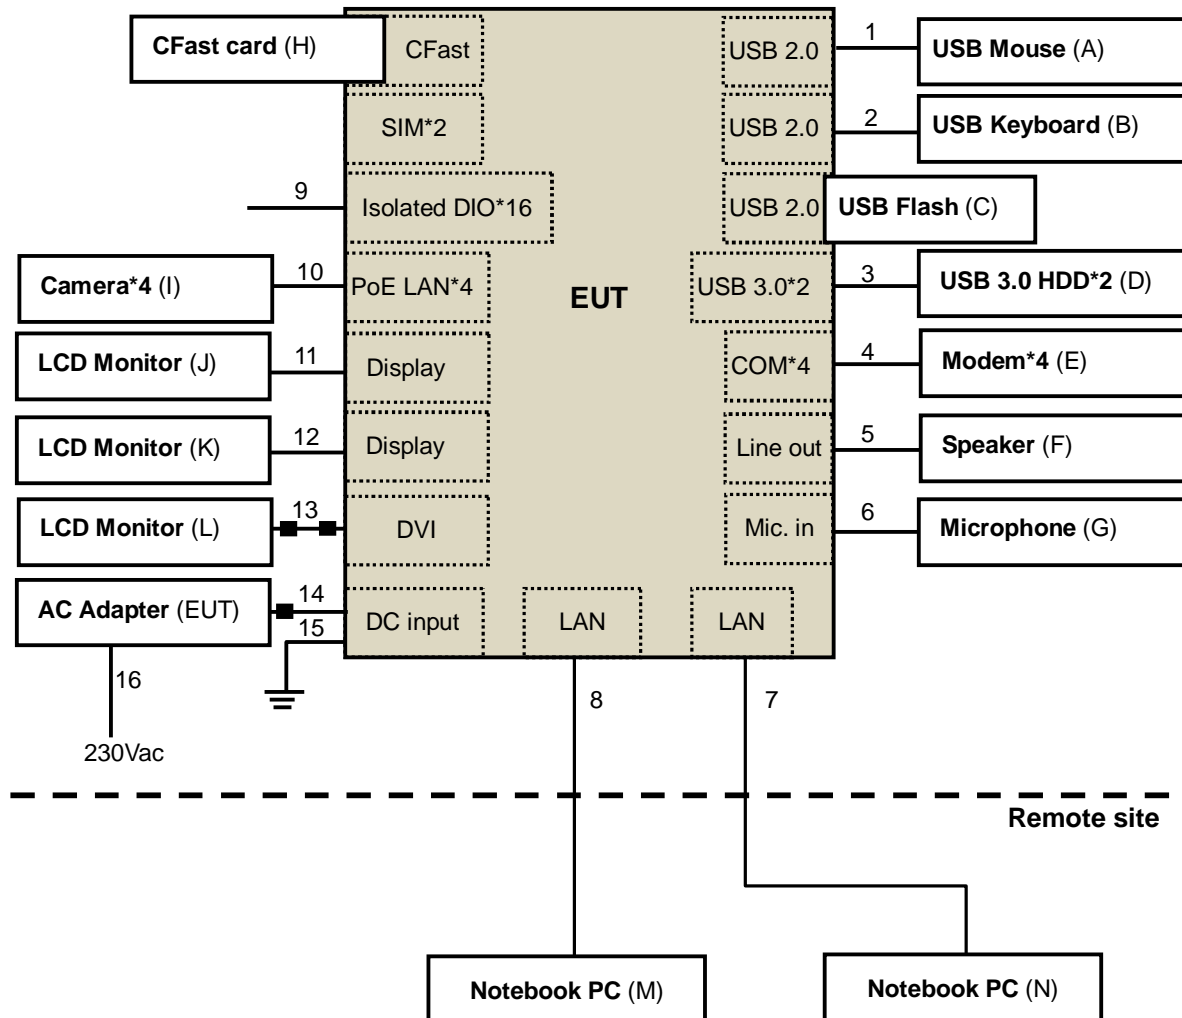 CFast card (H)
CFast
USB 2.0
1
USB Mouse (A)
SIM*2
USB 2.0
2
USB Keyboard (B)
9
Isolated DIO*16
USB 2.0
USB Flash (C)
Camera*4 (I)
10
PoE LAN*4
EUT
USB 3.0*2
3
USB 3.0 HDD*2 (D)
LCD Monitor (J)
11
Display
COM*4
4
Modem*4 (E)
LCD Monitor (K)
12
Display
Line out
5
Speaker (F)
LCD Monitor (L)
13
DVI
Mic. in
6
Microphone (G)
AC Adapter (EUT)
14
15
DC input
LAN
LAN
16
8
7
230Vac
Remote site
Notebook PC (M)
Notebook PC (N)